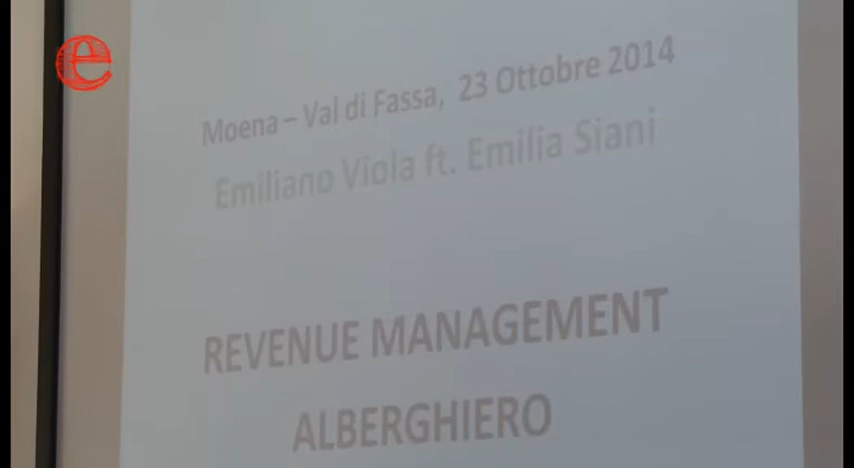 e
Moena – Val di Fassa, 23 Ottobre 2014
Emiliano Viola ft. Emilia Siani
REVENUE MANAGEMENT
ALBERGHIERO